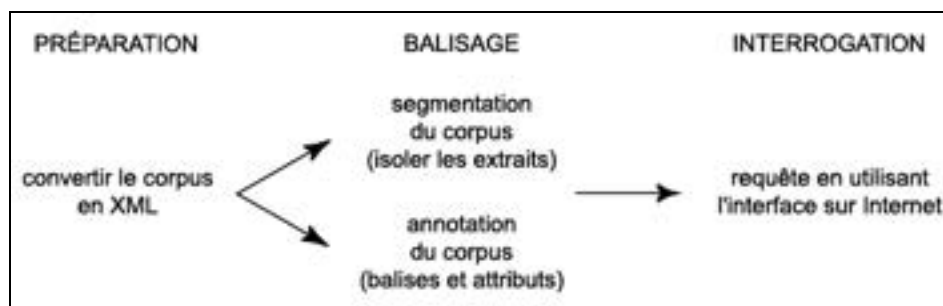 PRÉPARATION
BALISAGE
INTERROGATION
segmentation
du corpus
(isoler les extraits)
convertir le corpus
en XML
annotation
du corpus
(balises et attributs)
requête en utilisant
l'interface sur Internet